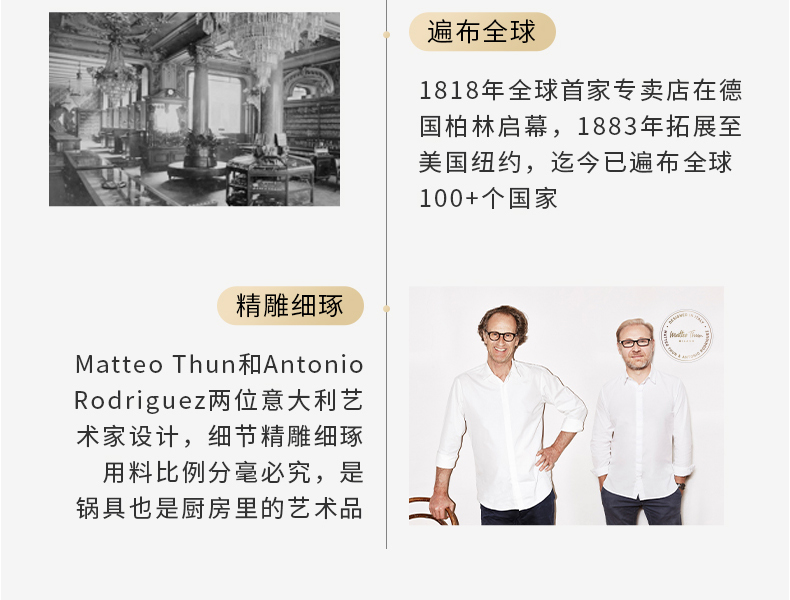 遍布全球
1818年全球首家专卖店在德
国柏林启幕，1883年拓展至
美国纽约，迄今已遍布全球
100+个国家
精雕细琢
Matteo Thun和Antonio
Rodriguez两位意大利艺
术家设计，细节精雕细琢
用料比例分毫必究，是
锅具也是厨房里的艺术品
Matteo Thun